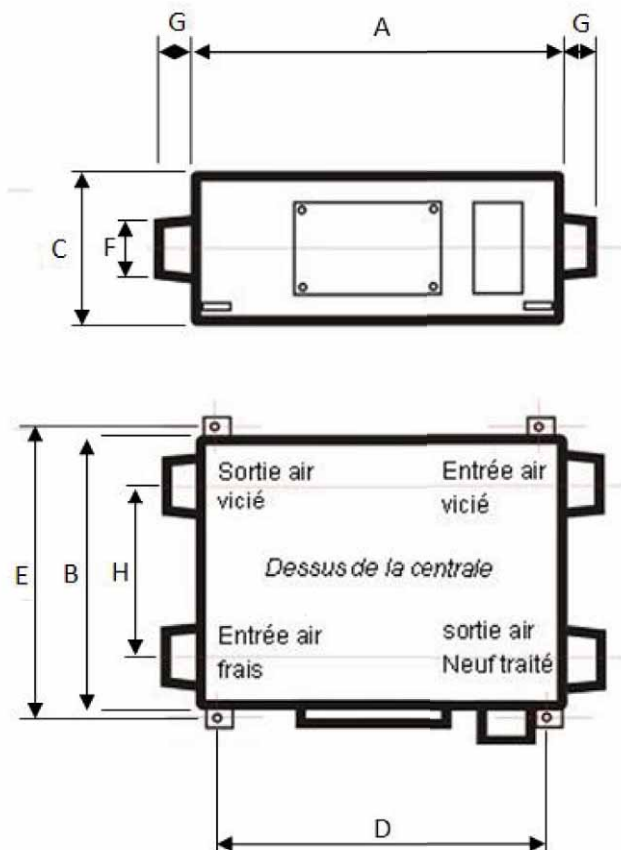 G
A
G
C
F
Sortie air
vicié
Entrée air
vicié
E
B
H
Dessus de la centrale
Entrée air
frais
sortie air
Neuf traité
D